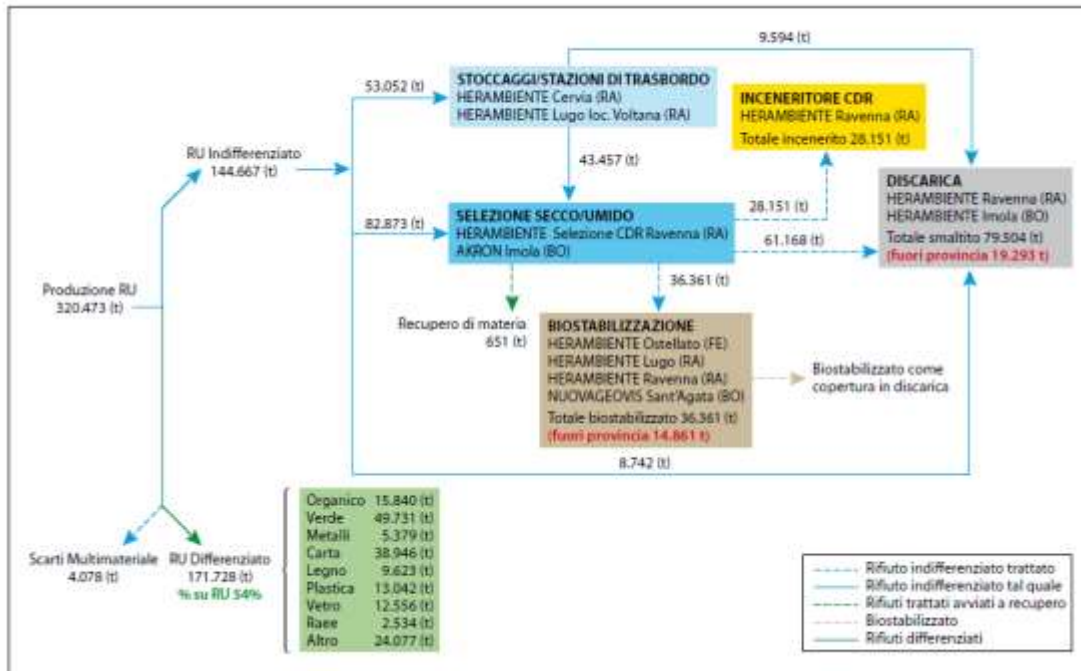 9.594 (t)
53.052 (t)
STOCCAGGI/STAZIONI DI TRASBORDO
HERAMBIENTE Cervia (RA)
HERAMBIENTE Lugo loc. Voltana (RA)
INCENERITORE CDR
HERAMBIENTE Ravenna (RA)
Totale incenerito 28.151 (t)
RU Indifferenziato
144.667 (t)
43.457 (t)
DISCARICA
HERAMBIENTE Ravenna (RA)
HERAMBIENTE Imola (BO)
Totale smaltito 79.504 (t)
(fuori provincia 19.293 t)
82.873 (t)
SELEZIONE SECCO/UMIDO
HERAMBIENTE Selezione CDR Ravenna (RA)
AKRON Imola (BO)
28.151 (t)
61.168 (t)
36.361 (t)
Produzione RU
320.473 (t)
Recupero di materia
651 (t)
BIOSTABILIZZAZIONE
HERAMBIENTE Ostellato (FE)
HERAMBIENTE Lugo (RA)
HERAMBIENTE Ravenna (RA)
NUOVAGEOVIS Sant'Agata (BO)
Totale biostabilizzato 36.361 (t)
(fuori provincia 14.861 t)
Biostabilizzato come
copertura in discarica
8.742 (t)
Scarti Multimateriale
4.078 (t)
RU Differenziato
171.728 (t)
% su RU 54%
Organico 15.840 (t)
Verde 49.731 (t)
Metalli 5.379 (t)
Carta 38.946 (t)
Legno 9.623 (t)
Plastica 13.042 (t)
Vetro 12.556 (t)
Raee 2.534 (t)
Altro 24.077 (t)
Rifiuto indifferenziato trattato
Rifiuto indifferenziato tal quale
Rifiuti trattati avviati a recupero
Biostabilizzato
Rifiuti differenziati